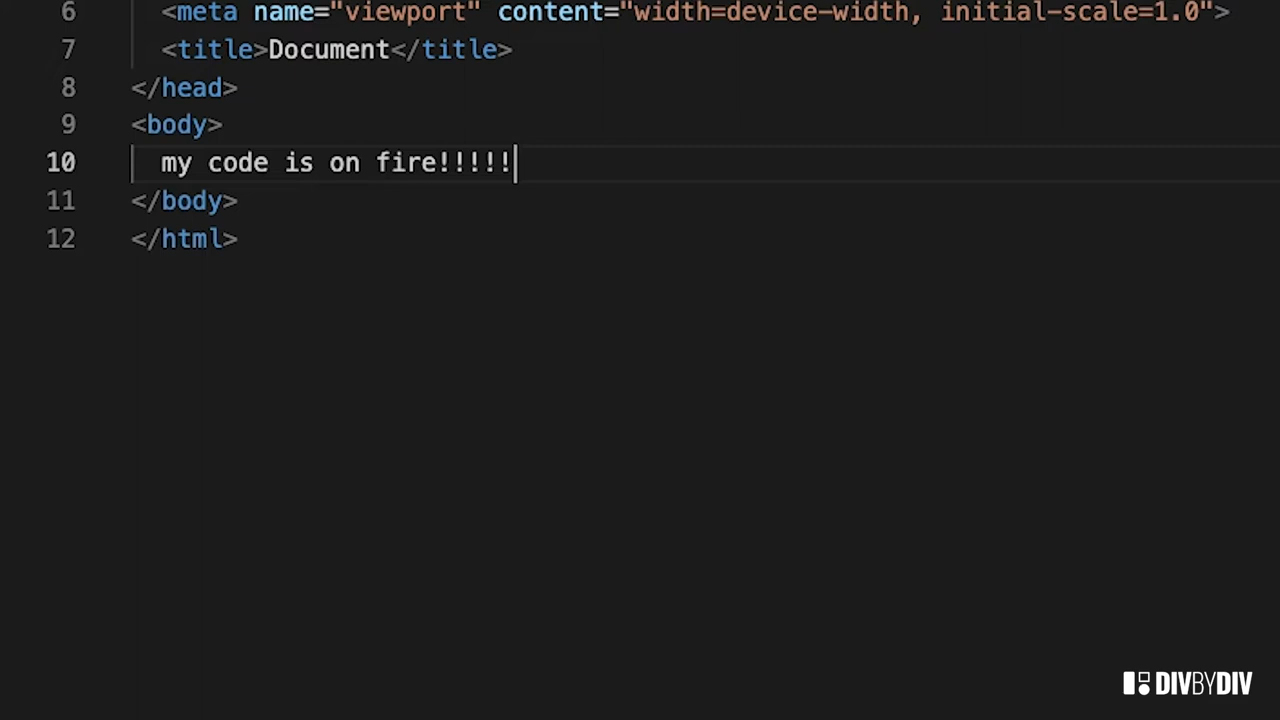 6 <meta name="viewport" content="width=device-width, initial-scale=1.0">
7 <title>Document</title>
8 </head>
9 <body>
10 my code is on fire!!!!!
11 </body>
12 </html>
DIVBYDIV